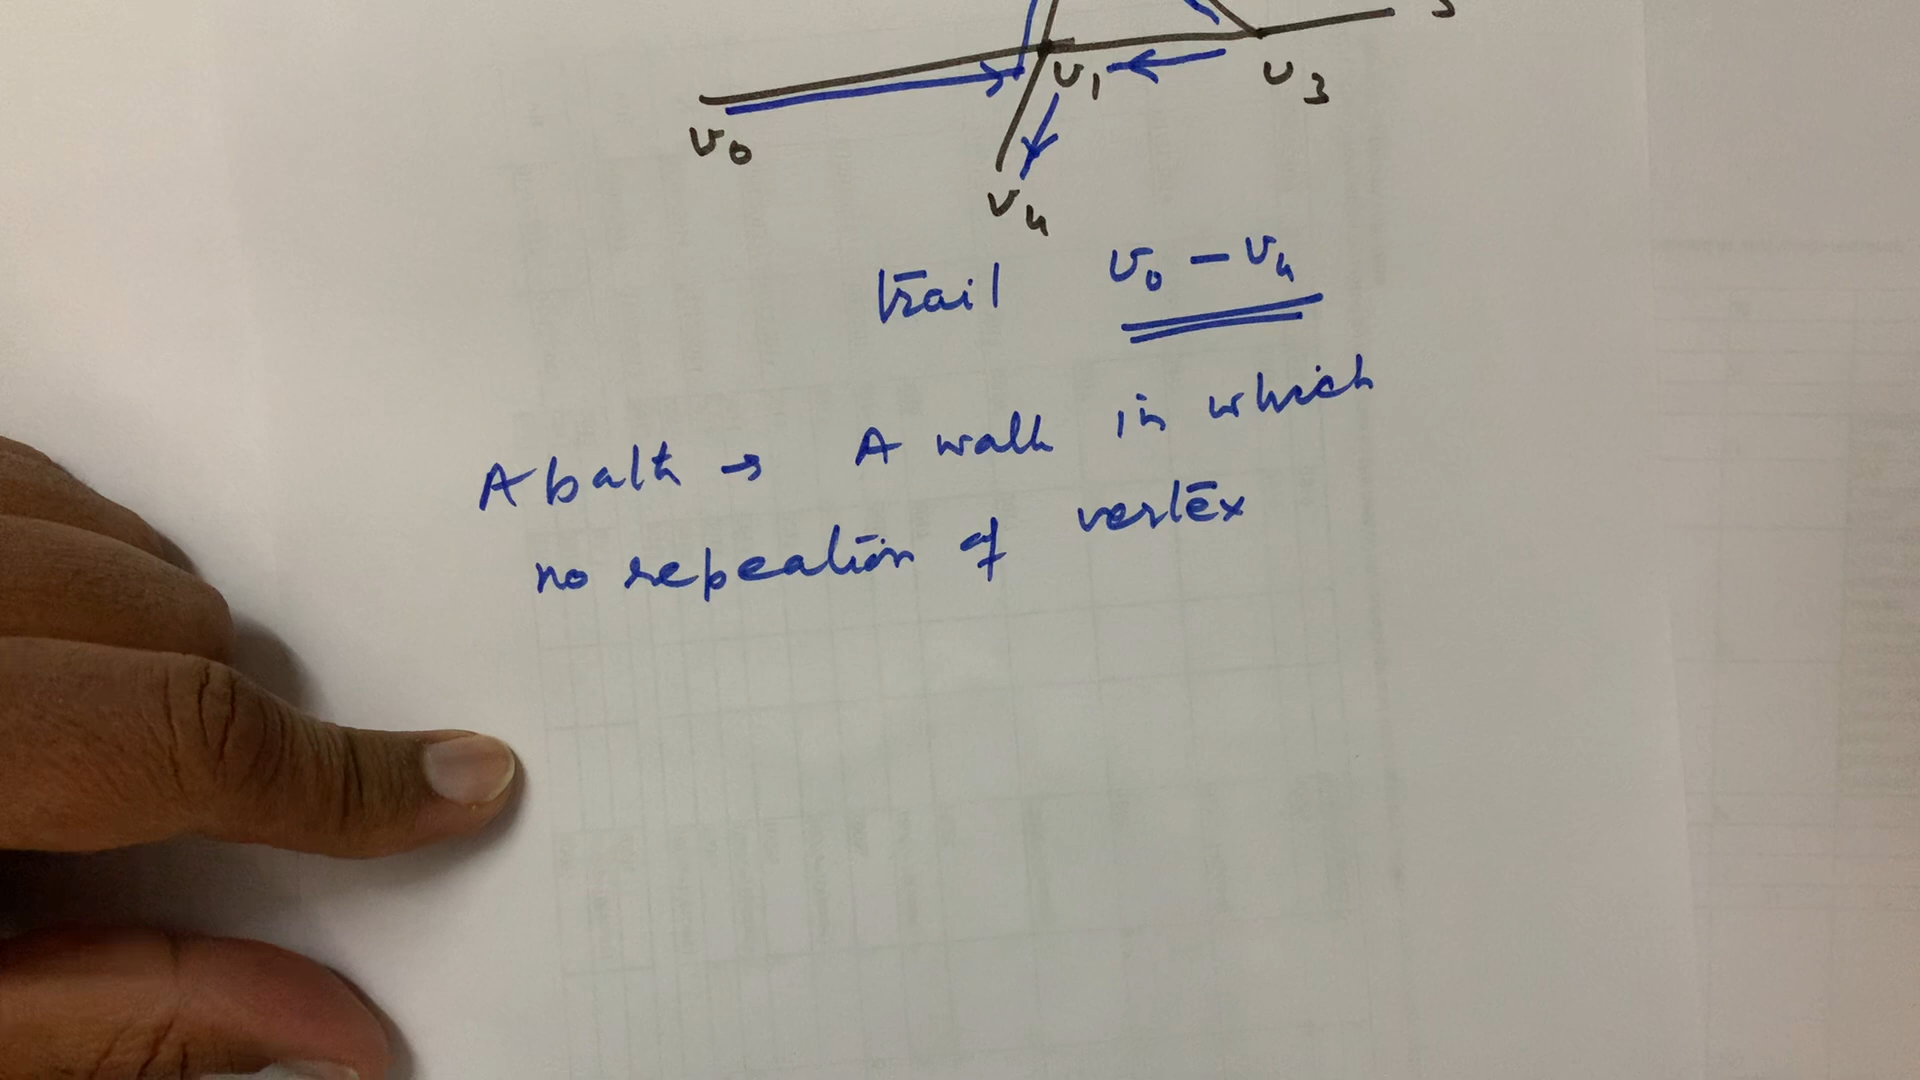 v1
v3
v0
v4
trail v0 - v4
A path → A walk in which
no repeation of vertex